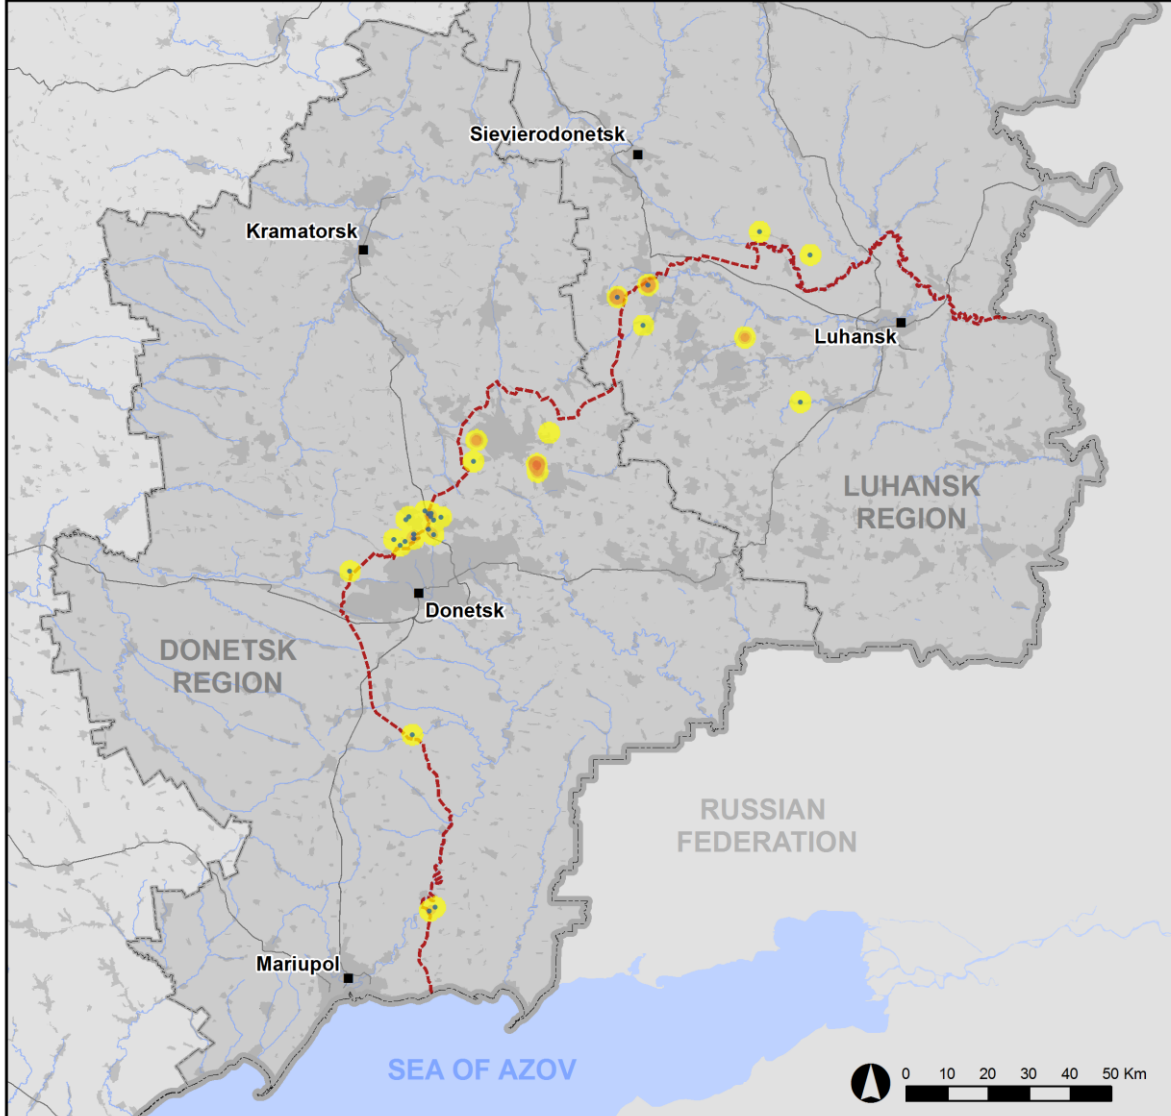 Sievierodonetsk
Kramatorsk
Luhansk
LUHANSK
REGION
Donetsk
DONETSK
REGION
RUSSIAN
FEDERATION
Mariupol
SEA OF AZOV
0 10 20 30 40 50 Km